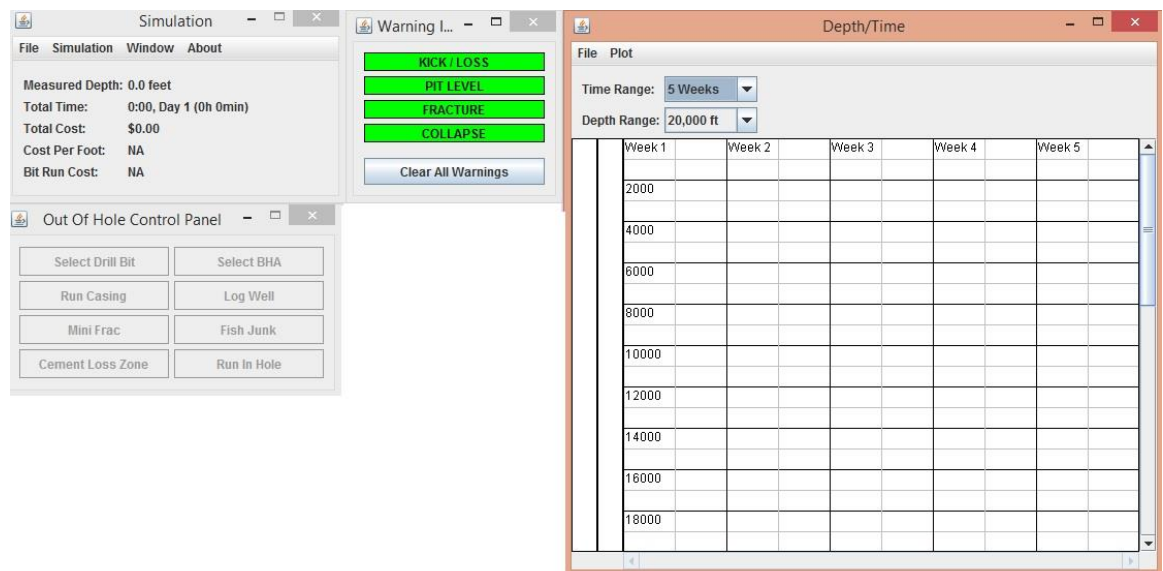 Simulation
File Simulation Window About
Measured Depth: 0.0 feet
Total Time: 0:00, Day 1 (0h 0min)
Total Cost: $0.00
Cost Per Foot: NA
Bit Run Cost: NA
Warning I...
KICK / LOSS
PIT LEVEL
FRACTURE
COLLAPSE
Clear All Warnings
Out Of Hole Control Panel
Select Drill Bit Select BHA
Run Casing Log Well
Mini Frac Fish Junk
Cement Loss Zone Run In Hole
Depth/Time
File Plot
Time Range: 5 Weeks
Depth Range: 20,000 ft
Week 1 Week 2 Week 3 Week 4 Week 5
2000
4000
6000
8000
10000
12000
14000
16000
18000